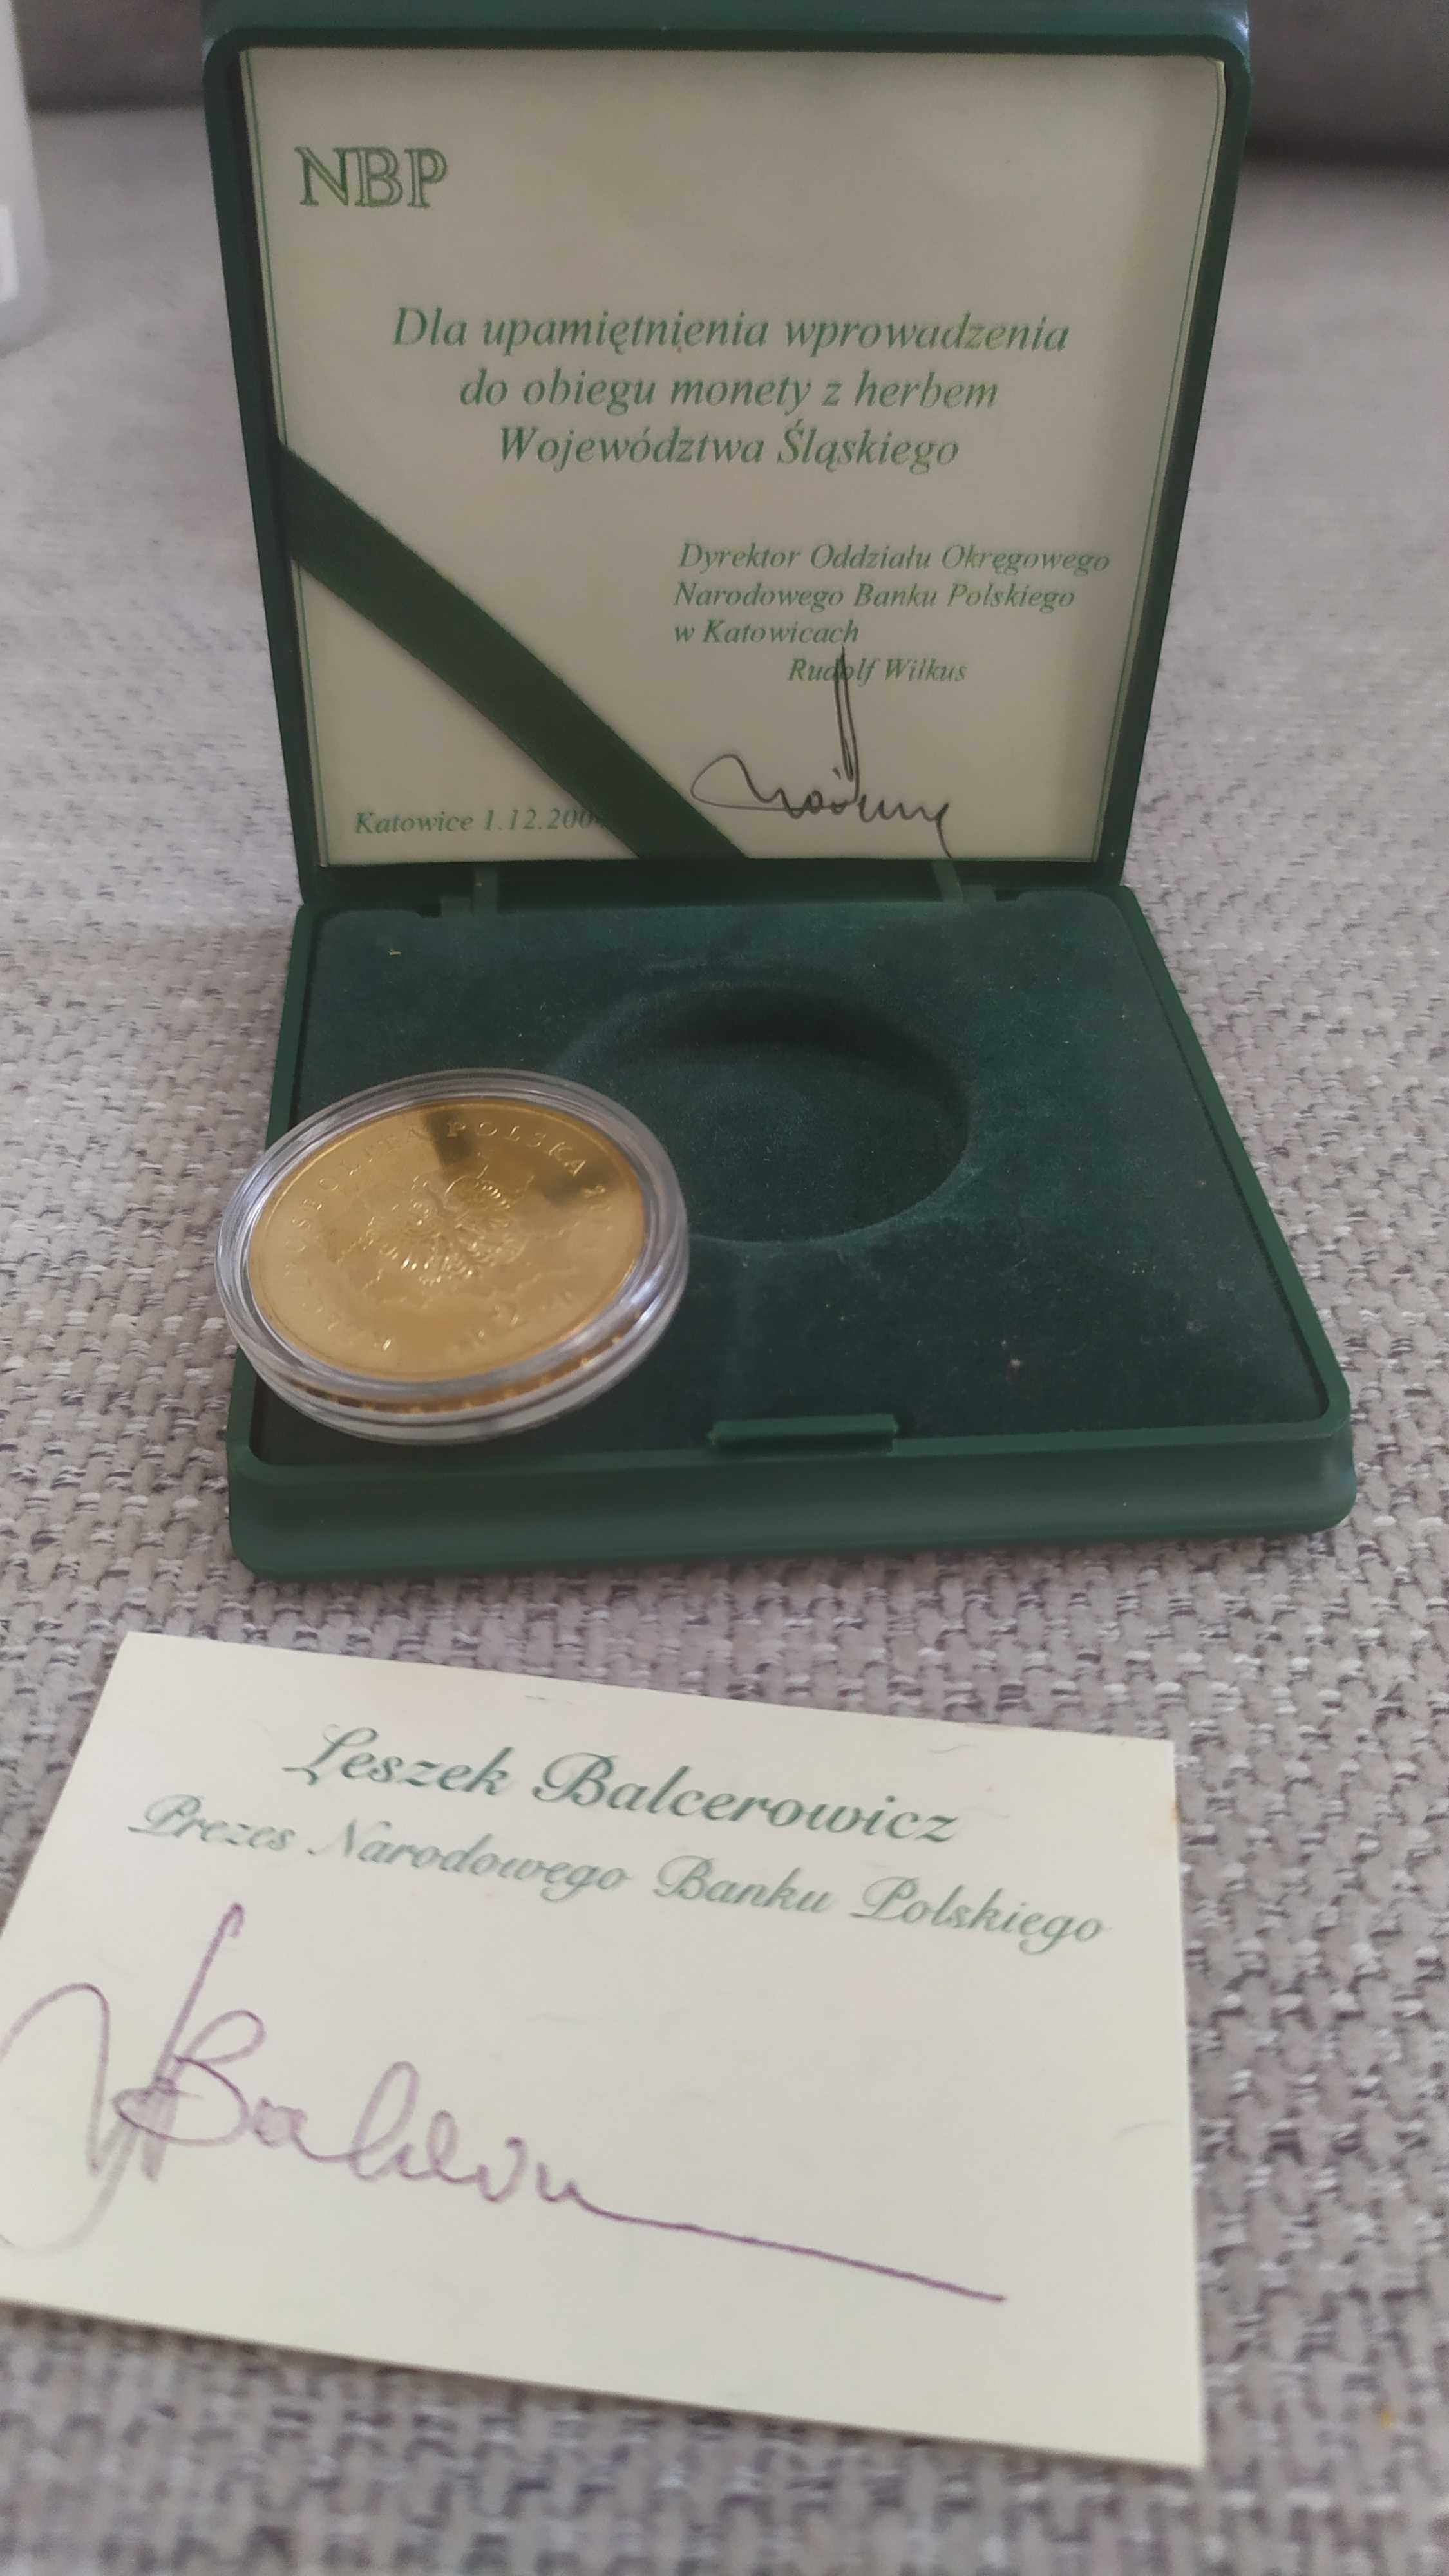 NBP
Dla upamiętnienia wprowadzenia
do obiegu monety z herbem
Województwa Śląskiego
Dyrektor Oddziału Okręgowego
Narodowego Banku Polskiego
w Katowicach
Rudolf Wilkus
Katowice 1.12.200
POLSKA
Leszek Balcerowicz
Prezes Narodowego Banku Polskiego